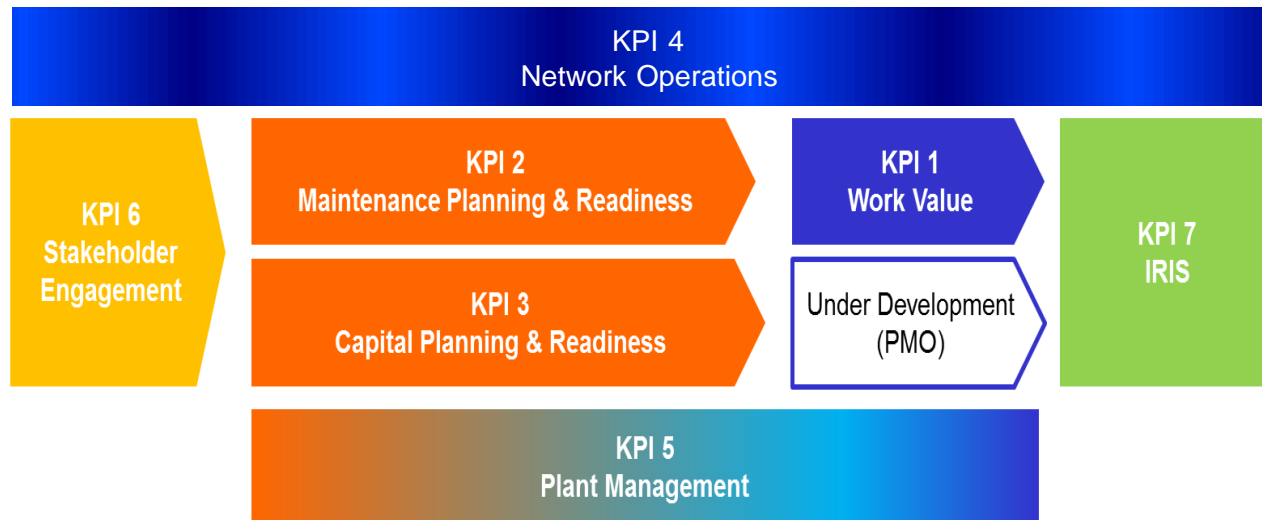 KPI 4
Network Operations
KPI 6
Stakeholder
Engagement
KPI 2
Maintenance Planning & Readiness
KPI 3
Capital Planning & Readiness
KPI 1
Work Value
Under Development
(PMO)
KPI 7
IRIS
KPI 5
Plant Management